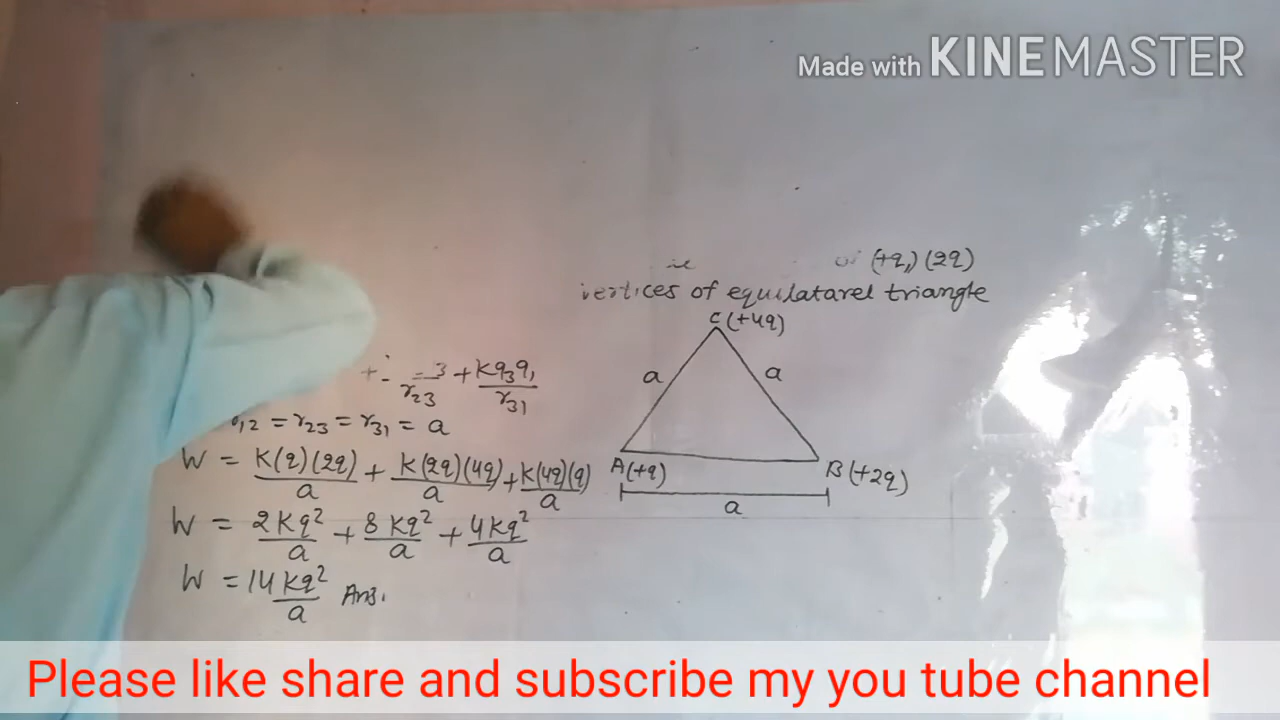 Made with KINEMASTER
(+q,) (2q)
vertices of equilatarel triangle
C (+4q)
a a
+ Kq3q1/r31
r23
r12 = r23 = r31 = a
W = K(q)(2q)/a + K(2q)(4q)/a + K(4q)(q)/a
A (+q) B (+2q)
a
W = 2Kq²/a + 8Kq²/a + 4Kq²/a
W = 14Kq²/a Ans.
Please like share and subscribe my you tube channel